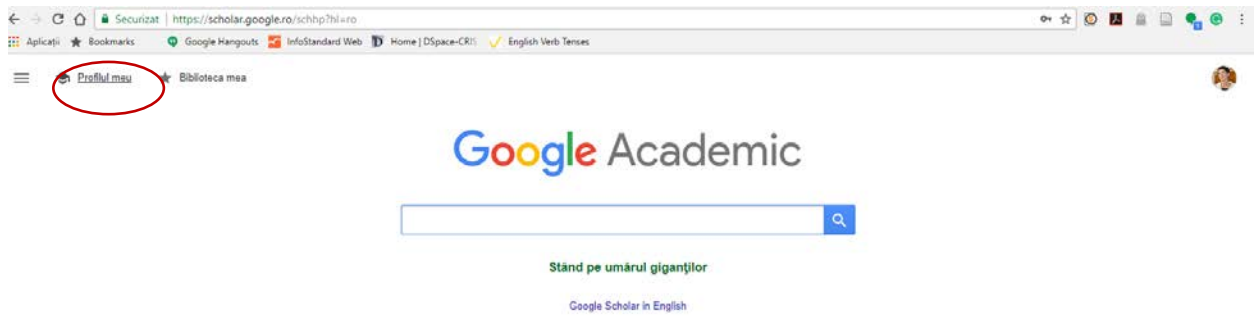 Securizat | https://scholar.google.ro/schhp?hl=ro
Aplicații Bookmarks Google Hangouts InfoStandard Web Home | DSpace-CRIS English Verb Tenses
Profilul meu Biblioteca mea
Google Academic
Stând pe umărul giganților
Google Scholar in English